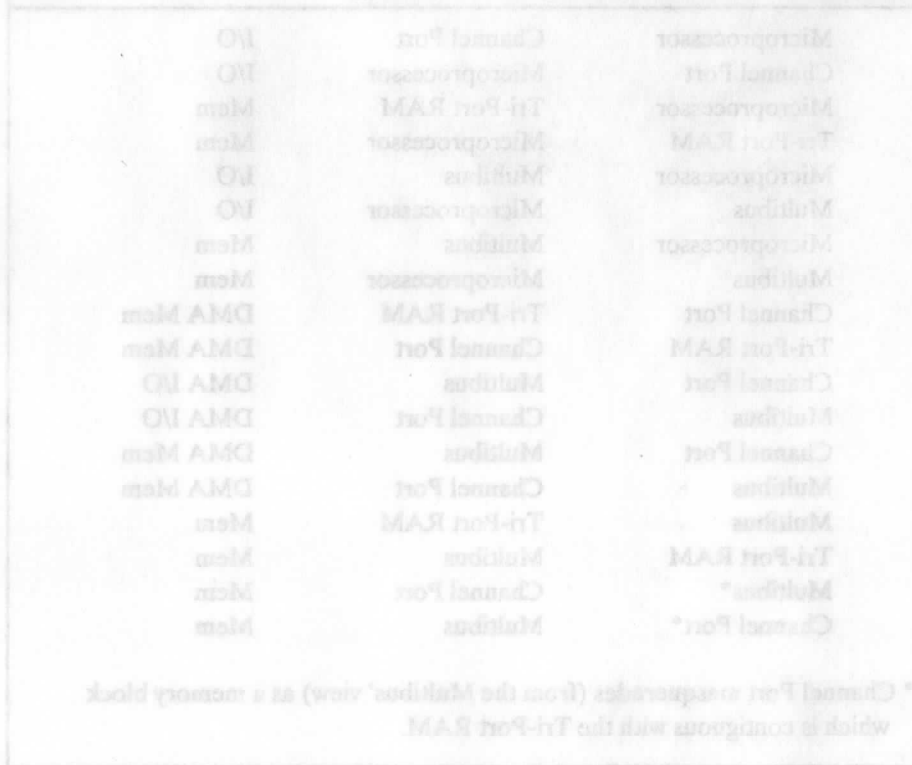 Microprocessor Channel Port I/O
Channel Port Microprocessor I/O
Microprocessor Tri-Port RAM Mem
Tri-Port RAM Microprocessor Mem
Microprocessor Multibus I/O
Multibus Microprocessor I/O
Microprocessor Multibus Mem
Multibus Microprocessor Mem
Channel Port Tri-Port RAM DMA Mem
Tri-Port RAM Channel Port DMA Mem
Channel Port Multibus DMA I/O
Multibus Channel Port DMA I/O
Channel Port Multibus DMA Mem
Multibus Channel Port DMA Mem
Multibus Tri-Port RAM Mem
Tri-Port RAM Multibus Mem
Multibus* Channel Port Mem
Channel Port* Multibus Mem
* Channel Port masquerades (from the Multibus' view) as a memory block
which is contiguous with the Tri-Port RAM.